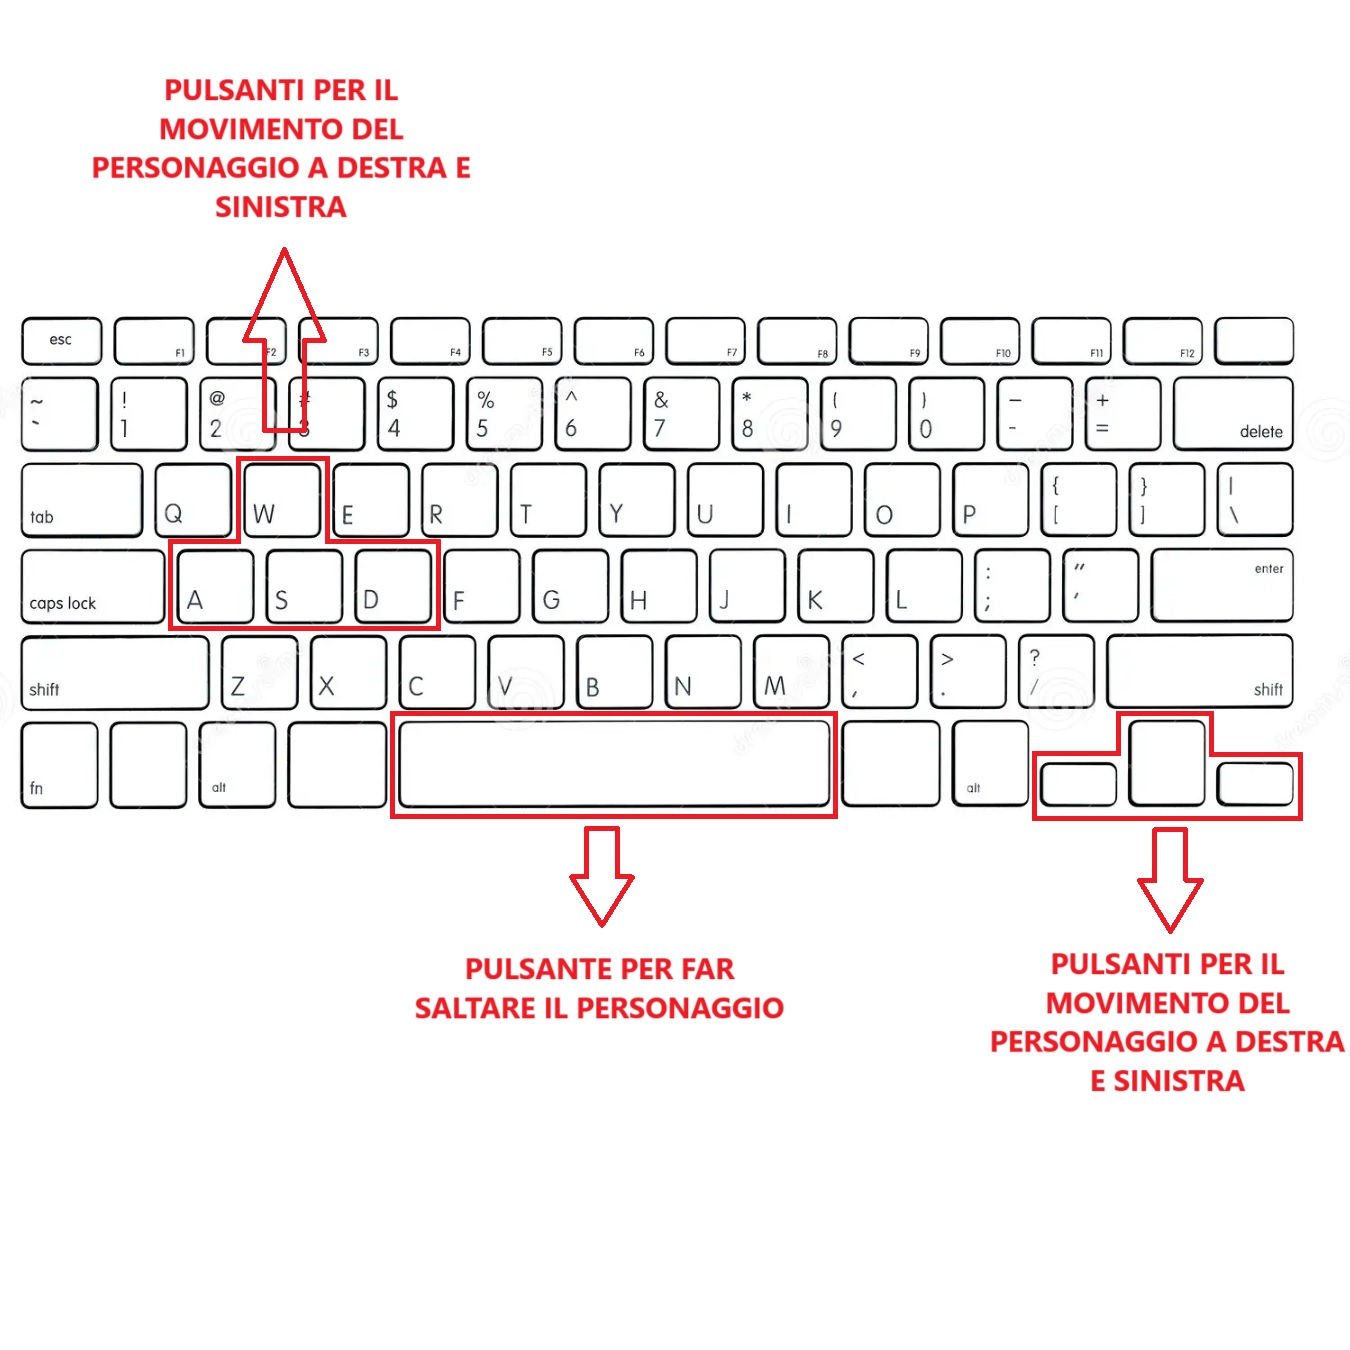 PULSANTI PER IL
MOVIMENTO DEL
PERSONAGGIO A DESTRA E
SINISTRA
esc F1 F2 F3 F4 F5 F6 F7 F8 F9 F10 F11 F12
~ ! @ # $ % ^ & * ( ) — +
` 1 2 3 4 5 6 7 8 9 0 - = delete
{ } |
tab Q W E R T Y U I O P [ ] \
: " enter
caps lock A S D F G H J K L ; '
< > ?
shift Z X C V B N M , . / shift
fn alt alt
PULSANTE PER FAR
SALTARE IL PERSONAGGIO
PULSANTI PER IL
MOVIMENTO DEL
PERSONAGGIO A DESTRA
E SINISTRA